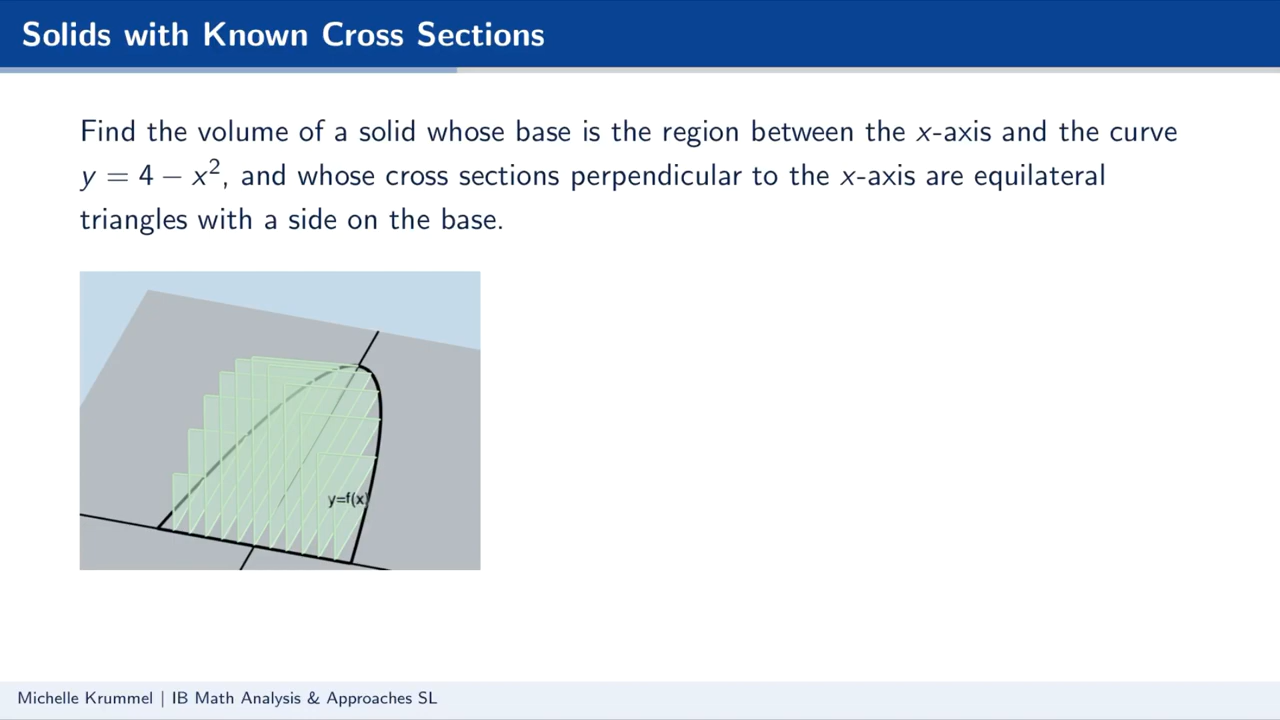 Solids with Known Cross Sections
Find the volume of a solid whose base is the region between the x-axis and the curve
y = 4 − x², and whose cross sections perpendicular to the x-axis are equilateral
triangles with a side on the base.
y=f(x)
Michelle Krummel | IB Math Analysis & Approaches SL